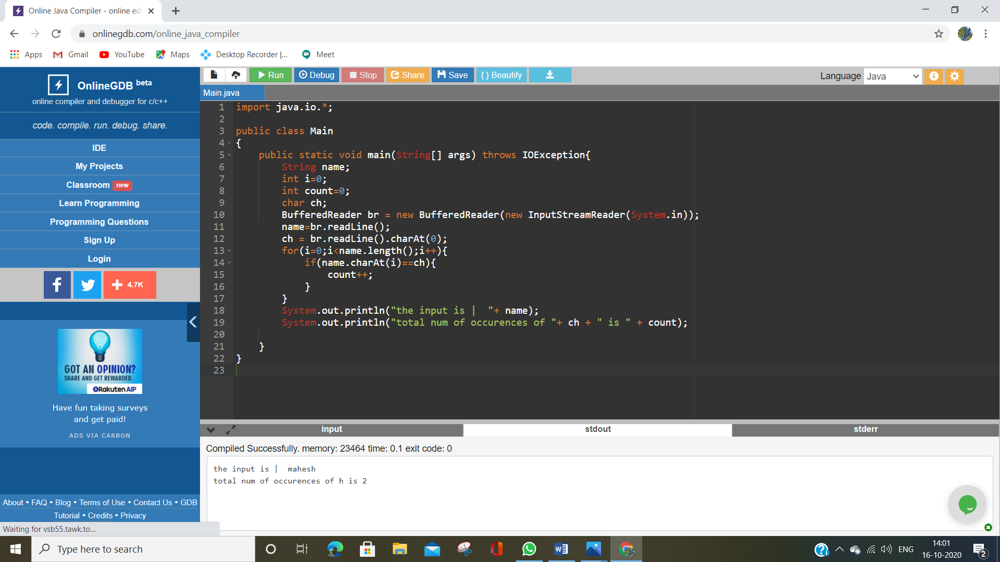 Online Java Compiler - online edi
onlinegdb.com/online_java_compiler
Apps Gmail YouTube Maps Desktop Recorder |... Meet
OnlineGDB beta
online compiler and debugger for c/c++
code. compile. run. debug. share.
IDE
My Projects
Classroom new
Learn Programming
Programming Questions
Sign Up
Login
4.7K
GOT AN OPINION?
SHARE AND GET REWARDED.
Rakuten AIP
Have fun taking surveys
and get paid!
ADS VIA CARBON
About • FAQ • Blog • Terms of Use • Contact Us • GDB
Tutorial • Credits • Privacy
Waiting for vsb55.tawk.to...
Run Debug Stop Share Save { } Beautify
Language Java
Main.java
1 import java.io.*;
2
3 public class Main
4 {
5     public static void main(String[] args) throws IOException{
6         String name;
7         int i=0;
8         int count=0;
9         char ch;
10         BufferedReader br = new BufferedReader(new InputStreamReader(System.in));
11         name=br.readLine();
12         ch = br.readLine().charAt(0);
13         for(i=0;i<name.length();i++){
14             if(name.charAt(i)==ch){
15                 count++;
16             }
17         }
18         System.out.println("the input is |  "+ name);
19         System.out.println("total num of occurences of "+ ch + " is " + count);
20
21     }
22 }
23
input stdout stderr
Compiled Successfully. memory: 23464 time: 0.1 exit code: 0
the input is |  mahesh
total num of occurences of h is 2
Type here to search
ENG
14:01
16-10-2020
2